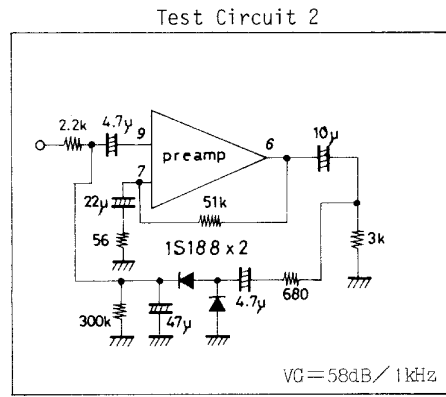 Test Circuit 2
2.2k
4.7μ
9
6
10μ
preamp
7
22μ
51k
56
1S188 x 2
3k
4.7μ
680
300k
47μ
VG=58dB/1kHz